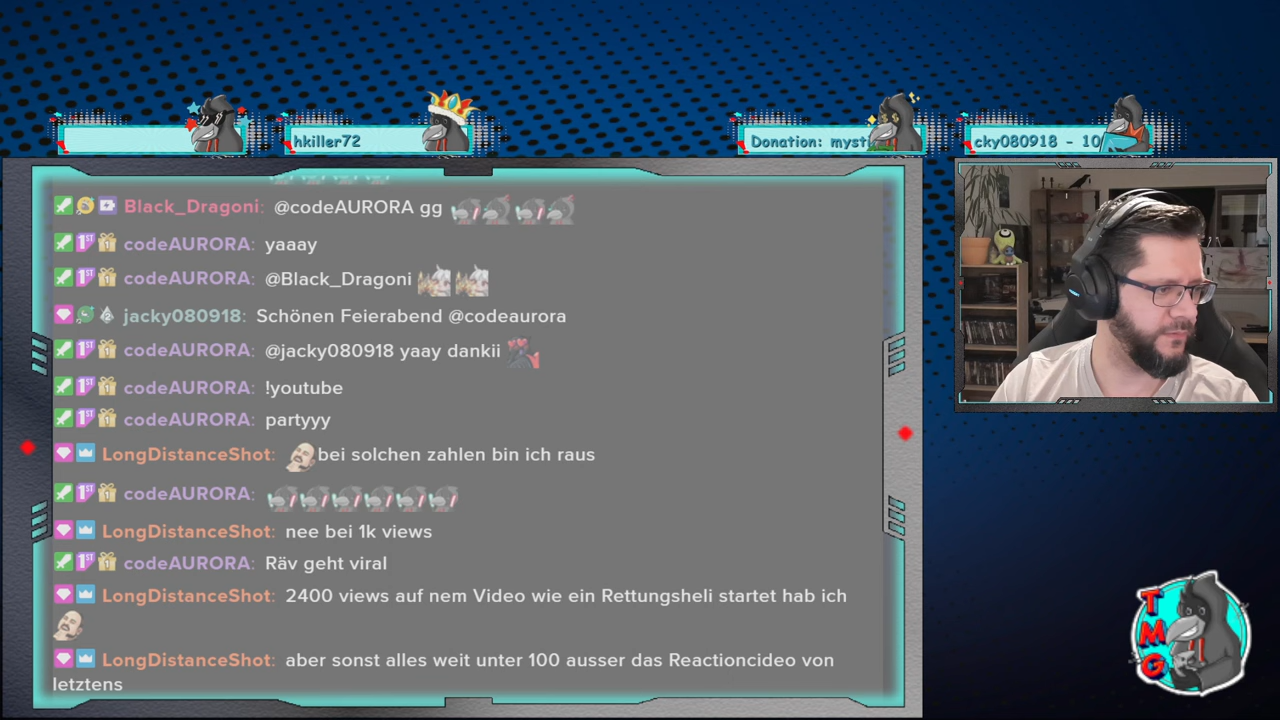 hkiller72
Donation: myst
cky080918 - 10
Black_Dragoni: @codeAURORA gg
codeAURORA: yaaay
codeAURORA: @Black_Dragoni
jacky080918: Schönen Feierabend @codeaurora
codeAURORA: @jacky080918 yaay dankii
codeAURORA: !youtube
codeAURORA: partyyy
LongDistanceShot: bei solchen zahlen bin ich raus
codeAURORA:
LongDistanceShot: nee bei 1k views
codeAURORA: Räv geht viral
LongDistanceShot: 2400 views auf nem Video wie ein Rettungsheli startet hab ich
LongDistanceShot: aber sonst alles weit unter 100 ausser das Reactioncideo von
letztens
TMG